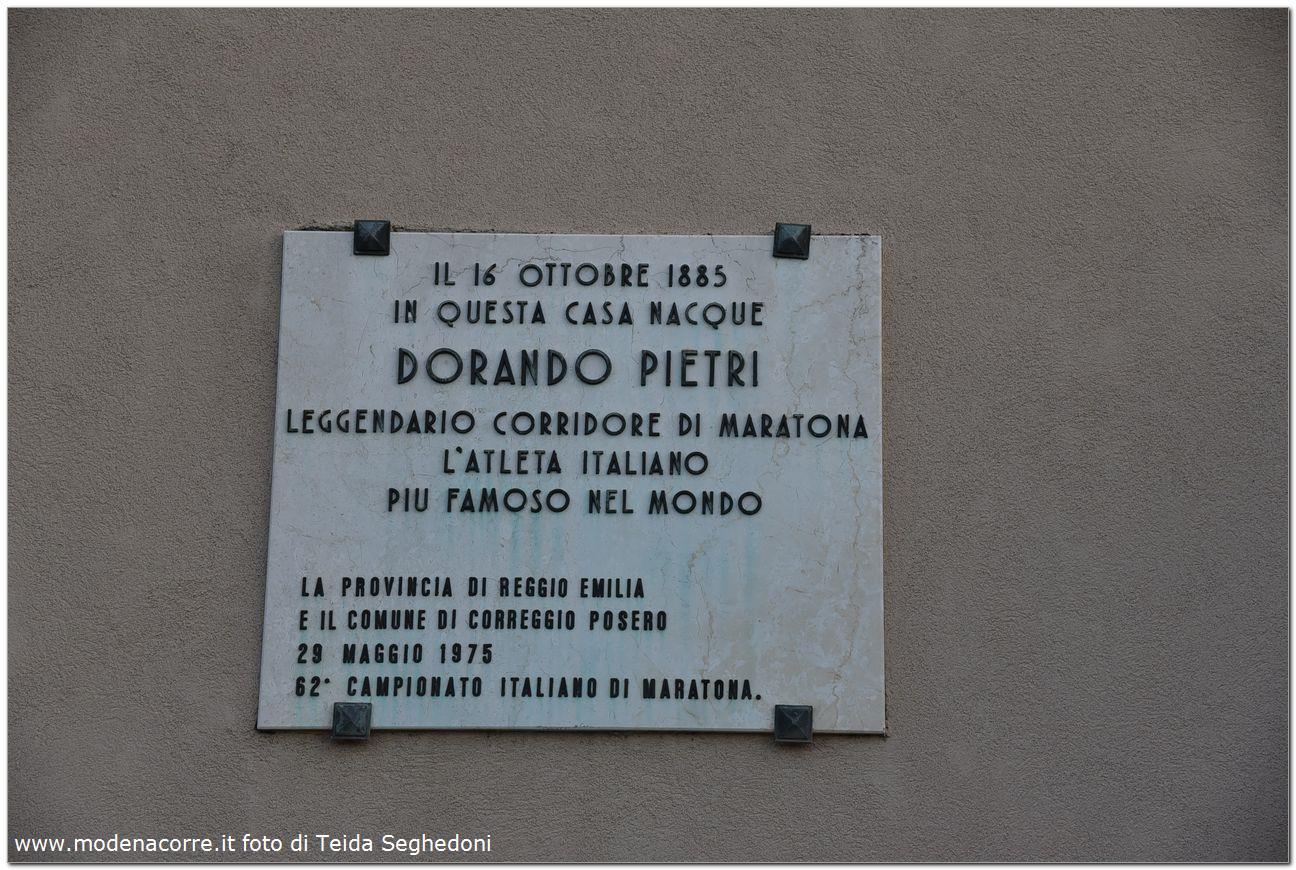 IL 16 OTTOBRE 1885
IN QUESTA CASA NACQUE
DORANDO PIETRI
LEGGENDARIO CORRIDORE DI MARATONA
L'ATLETA ITALIANO
PIU FAMOSO NEL MONDO
LA PROVINCIA DI REGGIO EMILIA
E IL COMUNE DI CORREGGIO POSERO
29 MAGGIO 1975
62° CAMPIONATO ITALIANO DI MARATONA.
www.modenacorre.it foto di Teida Seghedoni